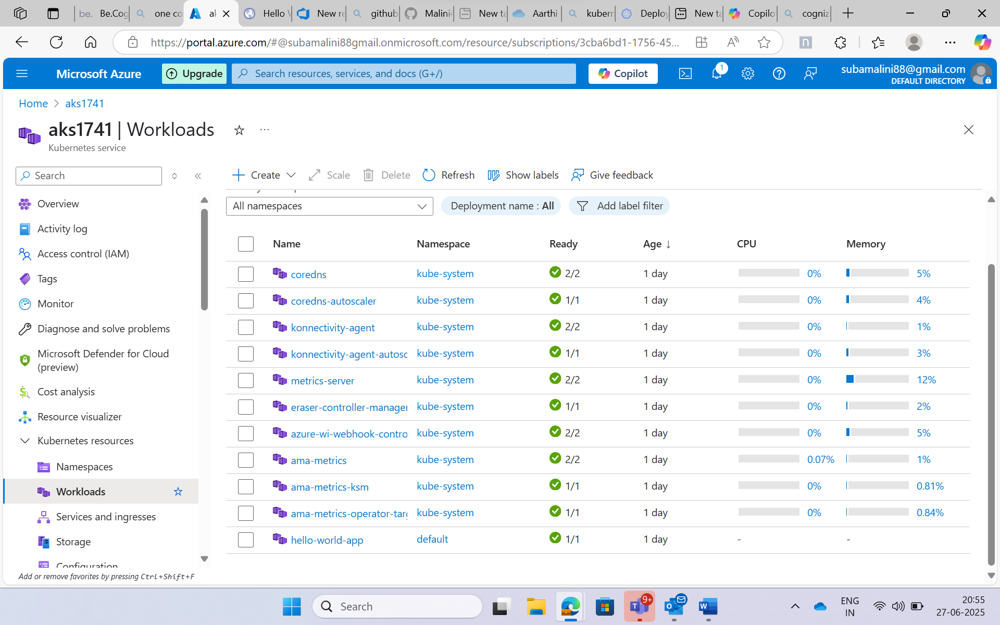 be. Be.Cog
one co
ak
Hello W
New re
github
Malini4
New ta
Aarthi
kubern
Deploy
New ta
Copilot
cogniz
https://portal.azure.com/#@subamalini88gmail.onmicrosoft.com/resource/subscriptions/3cba6bd1-1756-45...
Microsoft Azure
Upgrade
Search resources, services, and docs (G+/)
Copilot
1
subamalini88@gmail.com
DEFAULT DIRECTORY
Home > aks1741
aks1741 | Workloads
Kubernetes service
Search
Overview
Activity log
Access control (IAM)
Tags
Monitor
Diagnose and solve problems
Microsoft Defender for Cloud
(preview)
Cost analysis
Resource visualizer
Kubernetes resources
Namespaces
Workloads
Services and ingresses
Storage
Configuration
Add or remove favorites by pressing Ctrl+Shift+F
Create Scale Delete Refresh Show labels Give feedback
All namespaces
Deployment name : All
Add label filter
Name Namespace Ready Age ↓ CPU Memory
coredns kube-system 2/2 1 day 0% 5%
coredns-autoscaler kube-system 1/1 1 day 0% 4%
konnectivity-agent kube-system 2/2 1 day 0% 1%
konnectivity-agent-autosc kube-system 1/1 1 day 0% 3%
metrics-server kube-system 2/2 1 day 0% 12%
eraser-controller-manager kube-system 1/1 1 day 0% 2%
azure-wi-webhook-contro kube-system 2/2 1 day 0% 5%
ama-metrics kube-system 2/2 1 day 0.07% 1%
ama-metrics-ksm kube-system 1/1 1 day 0% 0.81%
ama-metrics-operator-targ kube-system 1/1 1 day 0% 0.84%
hello-world-app default 1/1 1 day - -
Search
9+
ENG
IN
20:55
27-06-2025